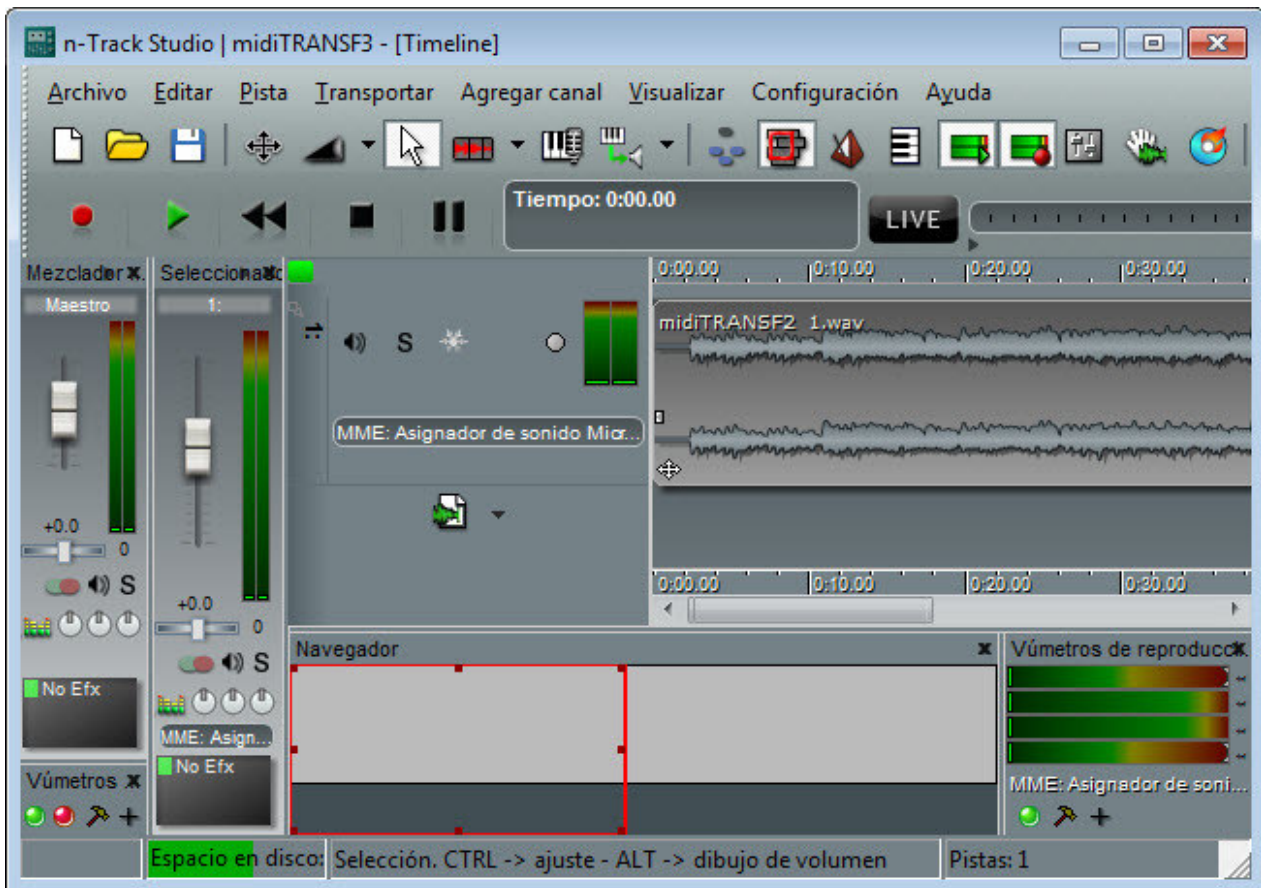 n-Track Studio | midiTRANSF3 - [Timeline]
Archivo Editar Pista Transportar Agregar canal Visualizar Configuración Ayuda
Tiempo: 0:00.00
LIVE
Mezclador
Maestro
+0.0
0
S
No Efx
Vúmetros
1:
+0.0
0
S
MME: Asign...
No Efx
S
MME: Asignador de sonido Micr...
0:00.00 0:10.00 0:20.00 0:30.00
midiTRANSF2_1.wav
0:00.00 0:10.00 0:20.00 0:30.00
Navegador
Vúmetros de reproducc
MME: Asignador de soni...
Espacio en disco: Selección. CTRL -> ajuste - ALT -> dibujo de volumen Pistas: 1